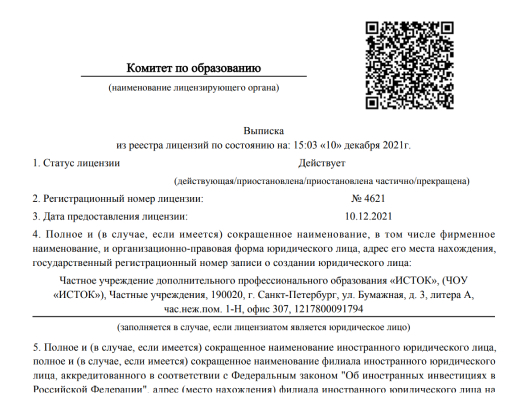 Комитет по образованию
(наименование лицензирующего органа)
Выписка
из реестра лицензий по состоянию на: 15:03 «10» декабря 2021г.
1. Статус лицензии Действует
(действующая/приостановлена/приостановлена частично/прекращена)
2. Регистрационный номер лицензии: № 4621
3. Дата предоставления лицензии: 10.12.2021
4. Полное и (в случае, если имеется) сокращенное наименование, в том числе фирменное
наименование, и организационно-правовая форма юридического лица, адрес его места нахождения,
государственный регистрационный номер записи о создании юридического лица:
Частное учреждение дополнительного профессионального образования «ИСТОК», (ЧОУ
«ИСТОК»), Частные учреждения, 190020, г. Санкт-Петербург, ул. Бумажная, д. 3, литера А,
час.неж.пом. 1-Н, офис 307, 1217800091794
(заполняется в случае, если лицензиатом является юридическое лицо)
5. Полное и (в случае, если имеется) сокращенное наименование иностранного юридического лица,
полное и (в случае, если имеется) сокращенное наименование филиала иностранного юридического
лица, аккредитованного в соответствии с Федеральным законом "Об иностранных инвестициях в
Российской Федерации", адрес (место нахождения) филиала иностранного юридического лица на